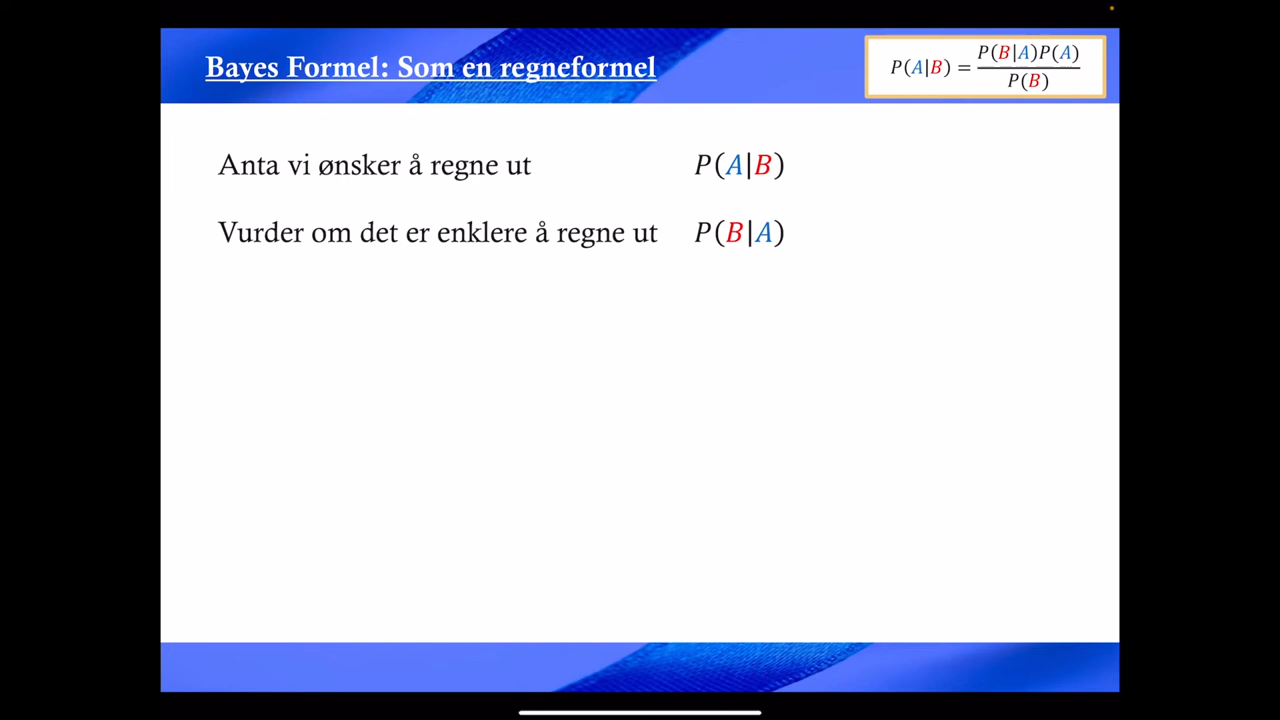 Bayes Formel: Som en regneformel
P(A|B) = P(B|A)P(A) / P(B)
Anta vi ønsker å regne ut P(A|B)
Vurder om det er enklere å regne ut P(B|A)